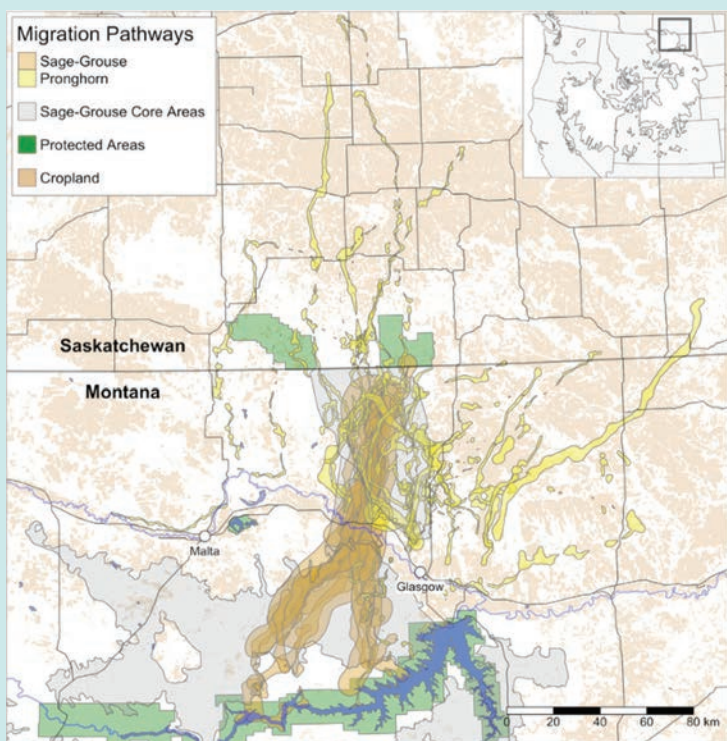 Migration Pathways
Sage-Grouse
Pronghorn
Sage-Grouse Core Areas
Protected Areas
Cropland
Saskatchewan
Montana
Malta
Glasgow
0 20 40 60 80 km